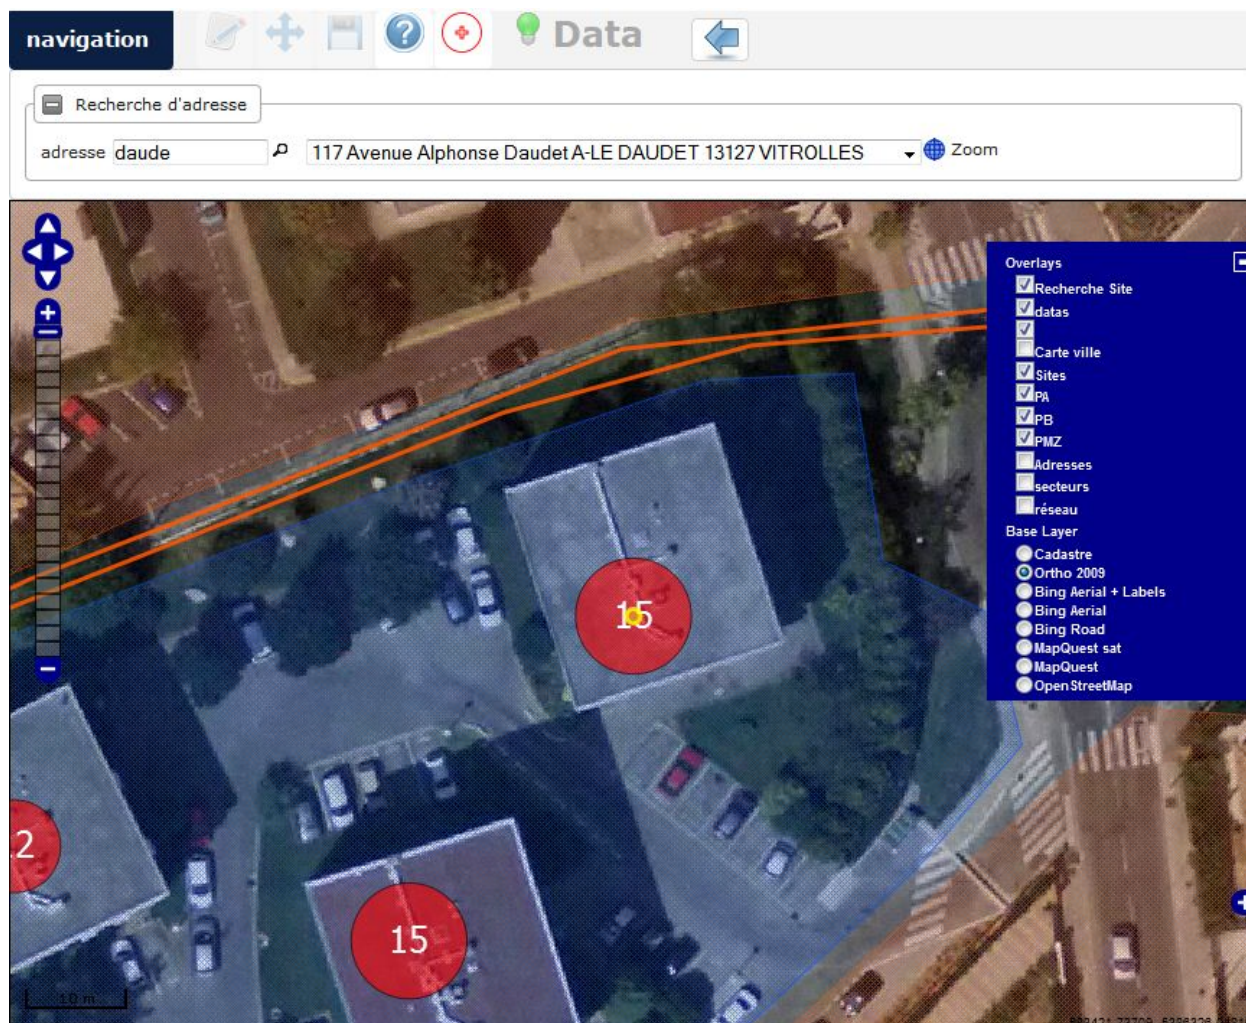 navigation
Data
Recherche d'adresse
adresse daude 117 Avenue Alphonse Daudet A-LE DAUDET 13127 VITROLLES Zoom
Overlays
Recherche Site
datas
Carte ville
Sites
PA
PB
PMZ
Adresses
secteurs
réseau
Base Layer
Cadastre
Ortho 2009
Bing Aerial + Labels
Bing Aerial
Bing Road
MapQuest sat
MapQuest
OpenStreetMap
15
15
10 m